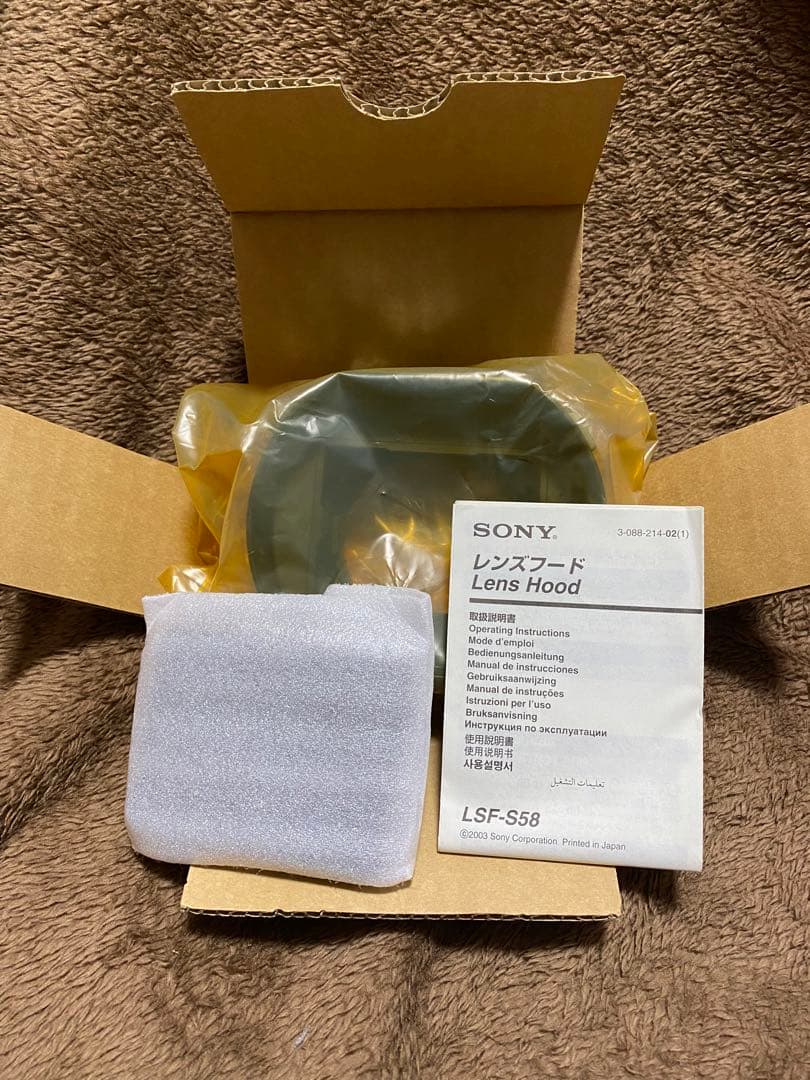 SONY®
3-088-214-02(1)
レンズフード
Lens Hood
取扱説明書
Operating Instructions
Mode d'emploi
Bedienungsanleitung
Manual de instrucciones
Gebruiksaanwijzing
Manual de instruções
Istruzioni per l'uso
Bruksanvisning
Инструкция по эксплуатации
使用說明書
使用说明书
사용설명서
تعليمات التشغيل
LSF-S58
©2003 Sony Corporation Printed in Japan